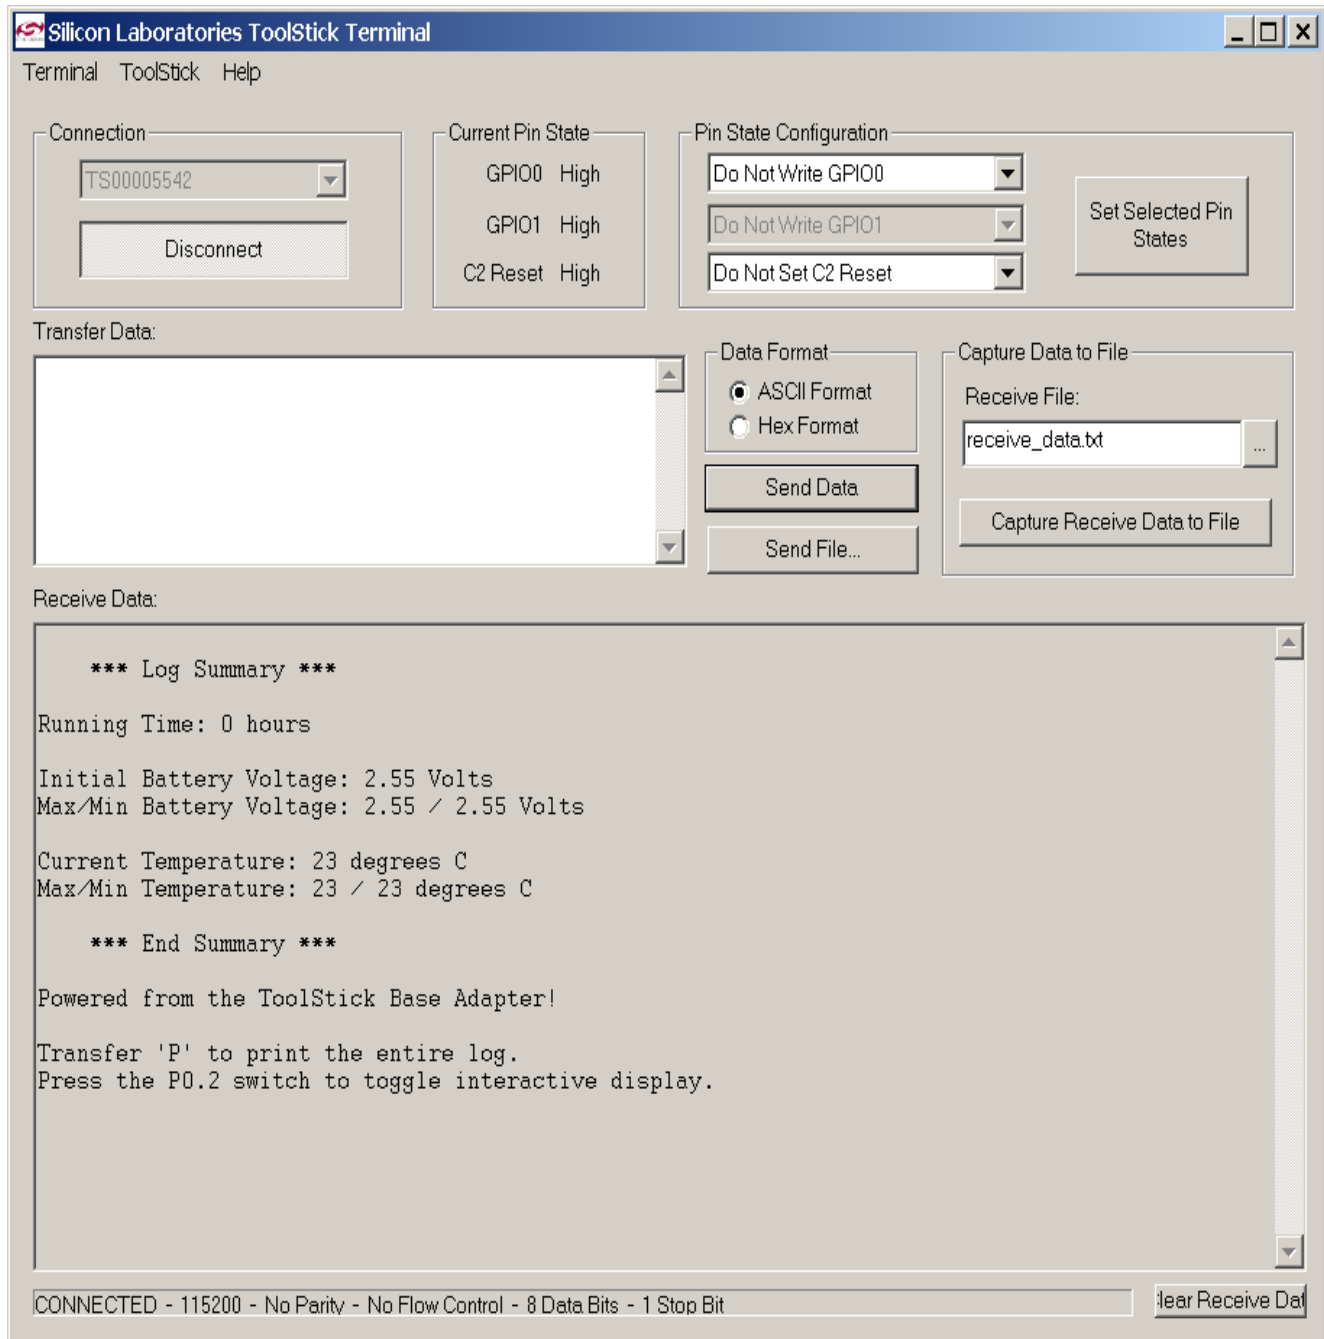 Silicon Laboratories ToolStick Terminal
Terminal ToolStick Help
Connection
TS00005542
Disconnect
Current Pin State
GPIO0 High
GPIO1 High
C2 Reset High
Pin State Configuration
Do Not Write GPIO0
Do Not Write GPIO1
Do Not Set C2 Reset
Set Selected Pin
States
Transfer Data:
Data Format
ASCII Format
Hex Format
Send Data
Send File...
Capture Data to File
Receive File:
receive_data.txt
...
Capture Receive Data to File
Receive Data:
*** Log Summary ***
Running Time: 0 hours
Initial Battery Voltage: 2.55 Volts
Max/Min Battery Voltage: 2.55 / 2.55 Volts
Current Temperature: 23 degrees C
Max/Min Temperature: 23 / 23 degrees C
*** End Summary ***
Powered from the ToolStick Base Adapter!
Transfer 'P' to print the entire log.
Press the P0.2 switch to toggle interactive display.
CONNECTED - 115200 - No Parity - No Flow Control - 8 Data Bits - 1 Stop Bit
lear Receive Dat